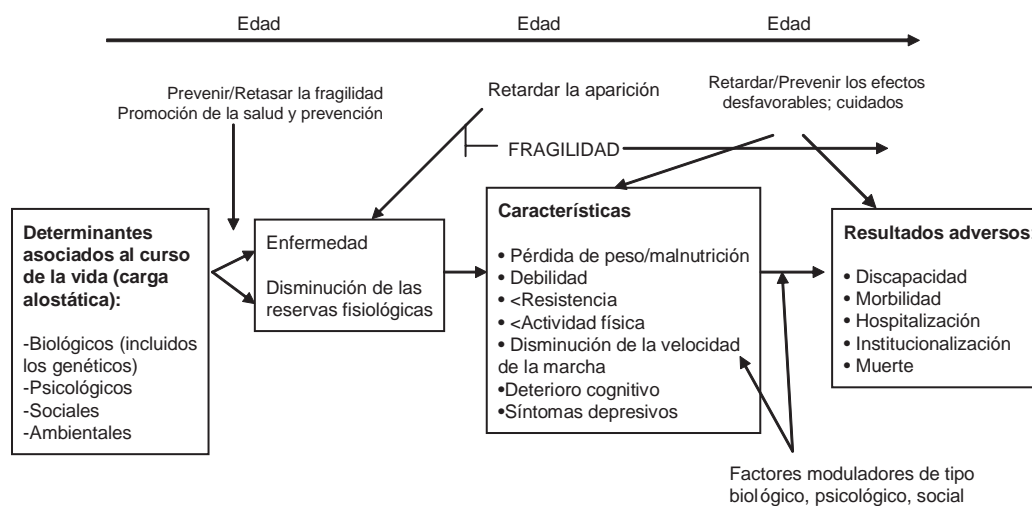 Edad
Edad
Edad
Prevenir/Retasar la fragilidad
Promoción de la salud y prevención
Retardar la aparición
Retardar/Prevenir los efectos
desfavorables; cuidados
FRAGILIDAD
Determinantes
asociados al curso
de la vida (carga
alostática):
-Biológicos (incluidos
los genéticos)
-Psicológicos
-Sociales
-Ambientales
Enfermedad
Disminución de las
reservas fisiológicas
Características
• Pérdida de peso/malnutrición
• Debilidad
• <Resistencia
• <Actividad física
• Disminución de la velocidad
de la marcha
•Deterioro cognitivo
•Síntomas depresivos
Resultados adversos:
• Discapacidad
• Morbilidad
• Hospitalización
• Institucionalización
• Muerte
Factores moduladores de tipo
biológico, psicológico, social